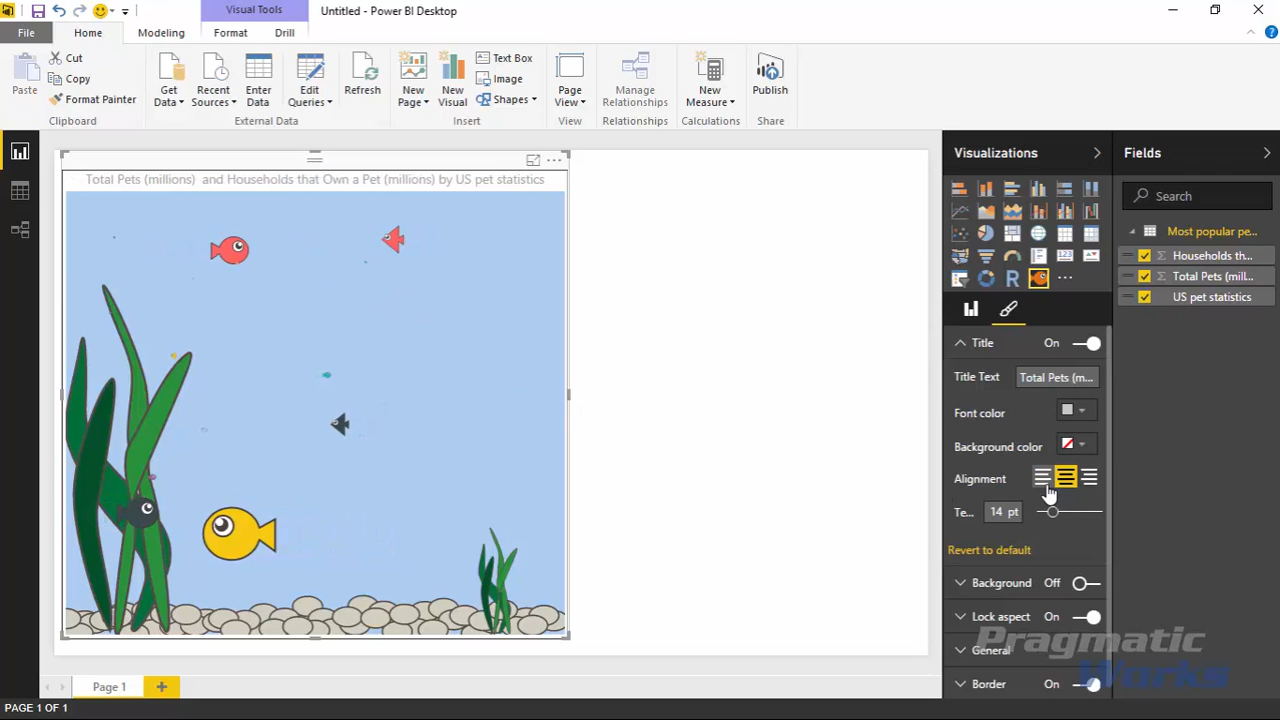 Visual Tools
Untitled - Power BI Desktop
File
Home
Modeling
Format
Drill
Paste
Cut
Copy
Format Painter
Clipboard
Get Data
Recent Sources
Enter Data
Edit Queries
External Data
Refresh
New Page
New Visual
Text Box
Image
Shapes
Insert
Page View
View
Manage Relationships
Relationships
New Measure
Calculations
Publish
Share
Total Pets (millions)  and Households that Own a Pet (millions) by US pet statistics
Visualizations
R
Title
On
Title Text
Total Pets (m...
Font color
Background color
Alignment
Te...
14 pt
Revert to default
Background
Off
Lock aspect
On
General
Border
On
Fields
Search
Most popular pe...
Households th...
Total Pets (mill...
US pet statistics
Pragmatic Works
Page 1
PAGE 1 OF 1